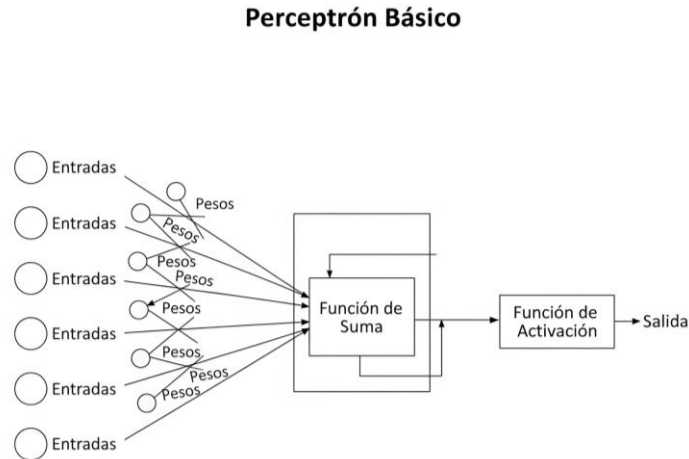 Perceptrón Básico
Entradas
Pesos
Entradas
Pesos
Pesos
Entradas
Pesos
Pesos
Entradas
Pesos
Pesos
Entradas
Pesos
Entradas
Función de
Suma
Función de
Activación
Salida